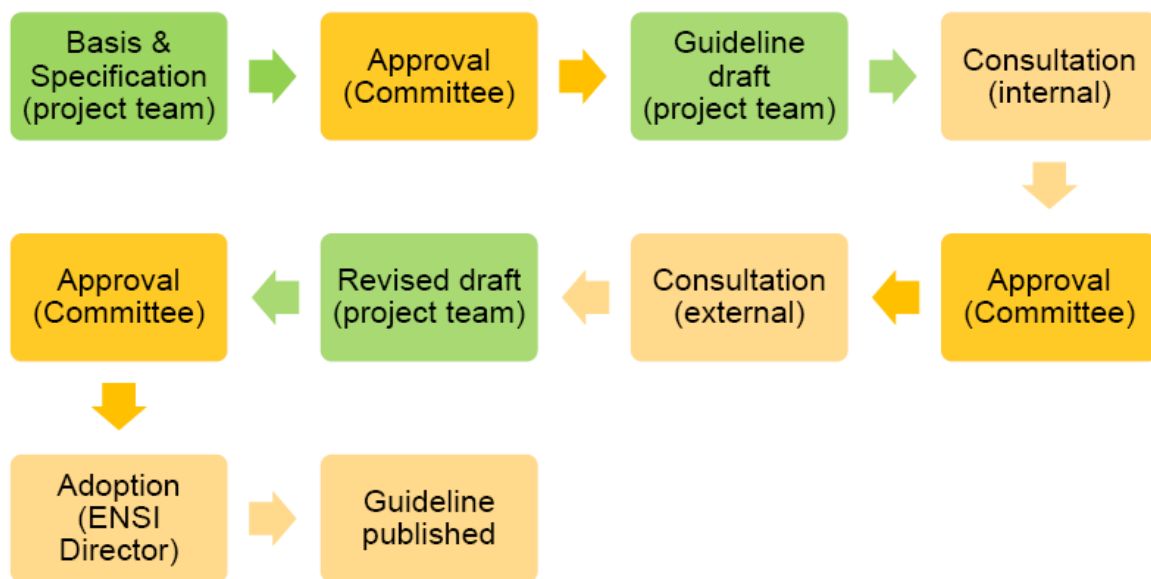 Basis &
Specification
(project team)
Approval
(Committee)
Guideline
draft
(project team)
Consultation
(internal)
Approval
(Committee)
Revised draft
(project team)
Consultation
(external)
Approval
(Committee)
Adoption
(ENSI
Director)
Guideline
published